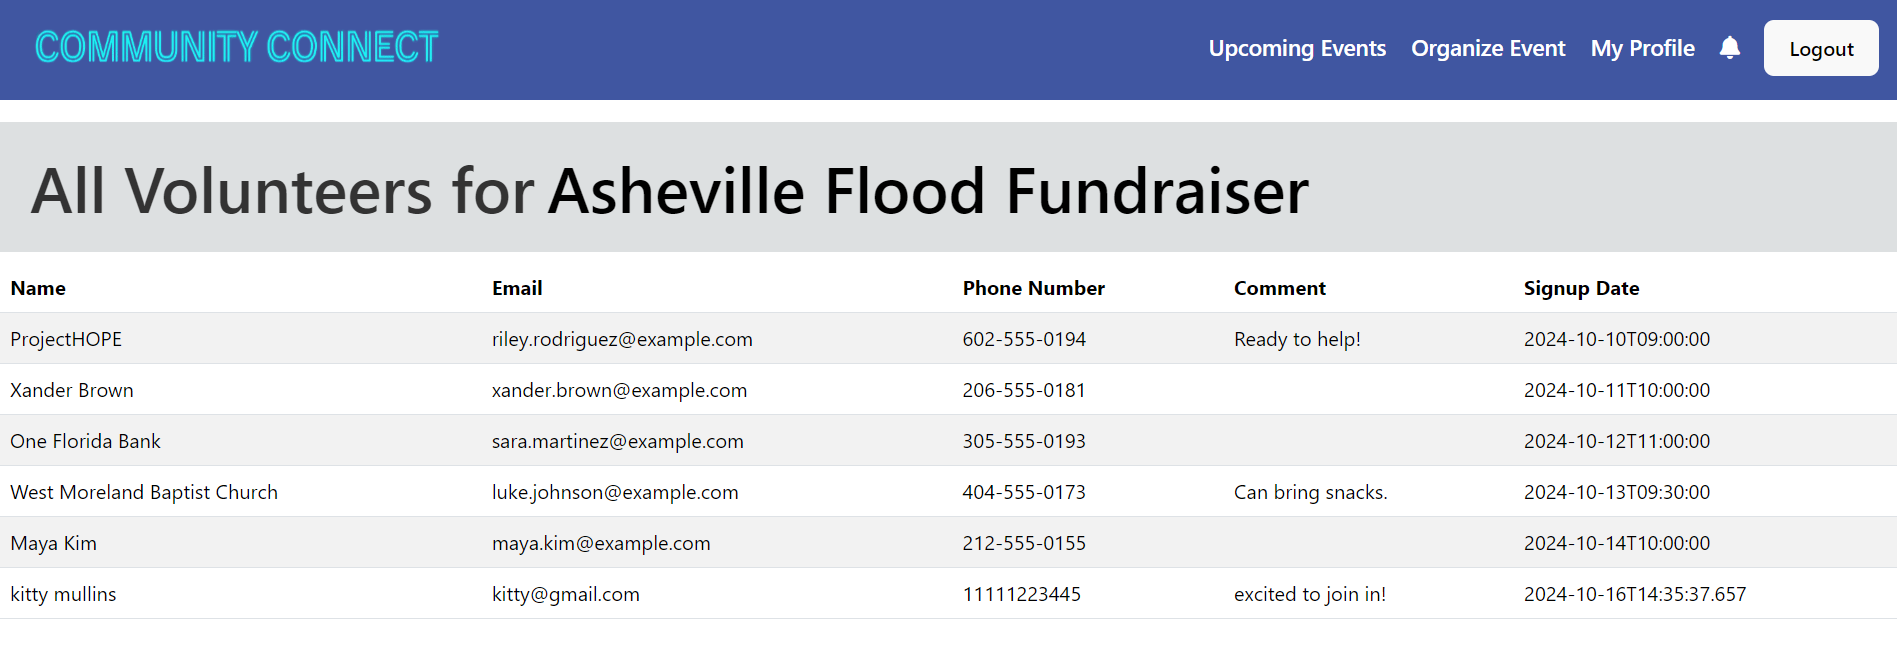 COMMUNITY CONNECT Upcoming Events Organize Event My Profile Logout
All Volunteers for Asheville Flood Fundraiser
Name Email Phone Number Comment Signup Date
ProjectHOPE riley.rodriguez@example.com 602-555-0194 Ready to help! 2024-10-10T09:00:00
Xander Brown xander.brown@example.com 206-555-0181 2024-10-11T10:00:00
One Florida Bank sara.martinez@example.com 305-555-0193 2024-10-12T11:00:00
West Moreland Baptist Church luke.johnson@example.com 404-555-0173 Can bring snacks. 2024-10-13T09:30:00
Maya Kim maya.kim@example.com 212-555-0155 2024-10-14T10:00:00
kitty mullins kitty@gmail.com 11111223445 excited to join in! 2024-10-16T14:35:37.657